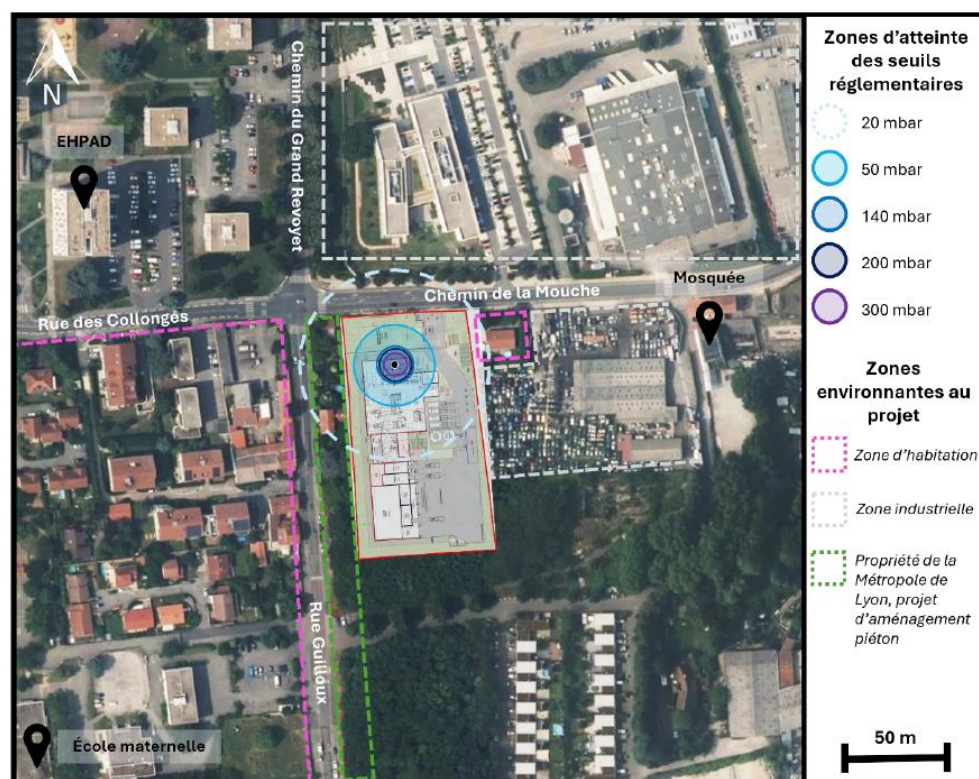 N
EHPAD
Chemin du Grand Revoyet
Chemin de la Mouche
Mosquée
Rue des Collonges
Rue Guilloux
École maternelle
Zones d’atteinte
des seuils
réglementaires
20 mbar
50 mbar
140 mbar
200 mbar
300 mbar
Zones
environnantes au
projet
Zone d’habitation
Zone industrielle
Propriété de la
Métropole de
Lyon, projet
d’aménagement
piéton
50 m